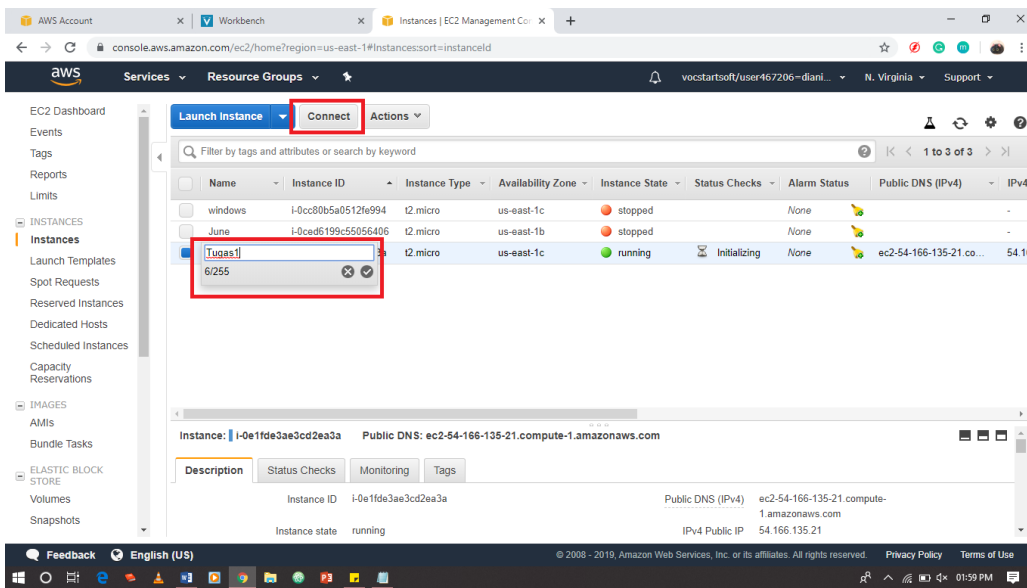 AWS Account
Workbench
Instances | EC2 Management Con
console.aws.amazon.com/ec2/home?region=us-east-1#Instances:sort=instanceId
aws
Services
Resource Groups
vocstartsoft/user467206=diani...
N. Virginia
Support
EC2 Dashboard
Events
Tags
Reports
Limits
INSTANCES
Instances
Launch Templates
Spot Requests
Reserved Instances
Dedicated Hosts
Scheduled Instances
Capacity
Reservations
IMAGES
AMIs
Bundle Tasks
ELASTIC BLOCK
STORE
Volumes
Snapshots
Launch Instance
Connect
Actions
Filter by tags and attributes or search by keyword
1 to 3 of 3
Name Instance ID Instance Type Availability Zone Instance State Status Checks Alarm Status Public DNS (IPv4) IPv4
windows i-0cc80b5a0512fe994 t2.micro us-east-1c stopped None -
June i-0ced6199c55056406 t2.micro us-east-1b stopped None -
Tugas1 3a t2.micro us-east-1c running Initializing None ec2-54-166-135-21.co... 54.1
6/255
Instance: i-0e1fde3ae3cd2ea3a Public DNS: ec2-54-166-135-21.compute-1.amazonaws.com
Description Status Checks Monitoring Tags
Instance ID i-0e1fde3ae3cd2ea3a
Instance state running
Public DNS (IPv4) ec2-54-166-135-21.compute-
1.amazonaws.com
IPv4 Public IP 54.166.135.21
Feedback English (US)
© 2008 - 2019, Amazon Web Services, Inc. or its affiliates. All rights reserved. Privacy Policy Terms of Use
01:59 PM